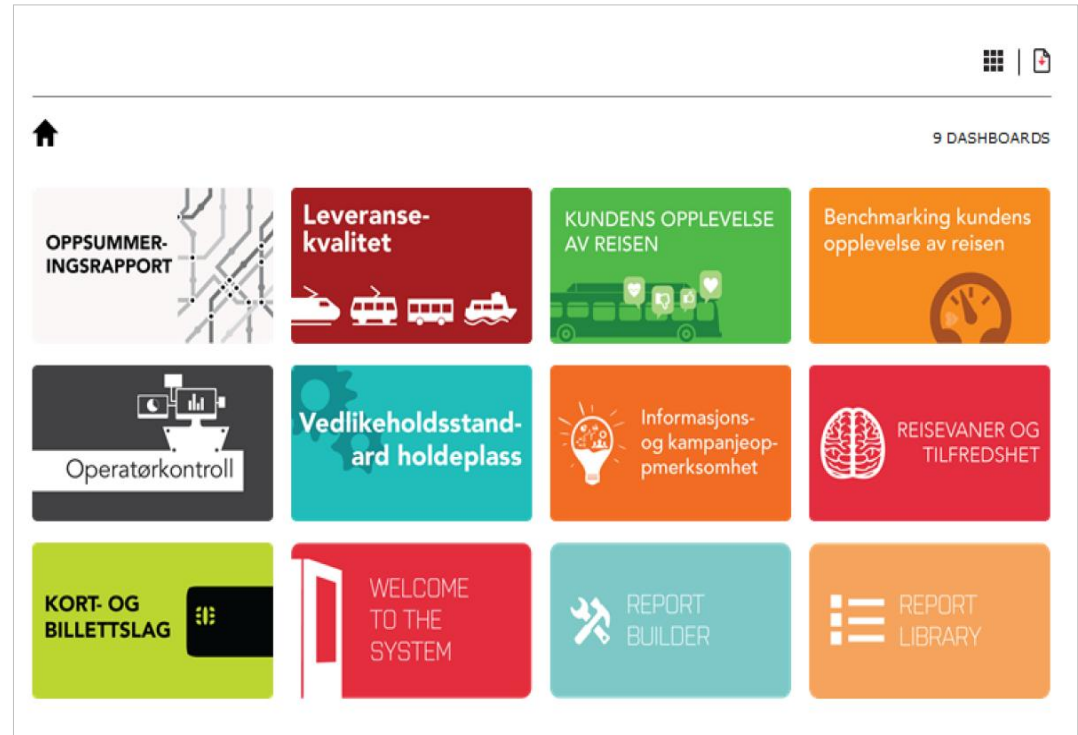 9 DASHBOARDS
OPPSUMMER-
INGSRAPPORT
Leveranse-
kvalitet
KUNDENS OPPLEVELSE
AV REISEN
Benchmarking kundens
opplevelse av reisen
Operatørkontroll
Vedlikeholdsstand-
ard holdeplass
Informasjons-
og kampanjeop-
pmerksomhet
REISEVANER OG
TILFREDSHET
KORT- OG
BILLETTSLAG
WELCOME
TO THE
SYSTEM
REPORT
BUILDER
REPORT
LIBRARY